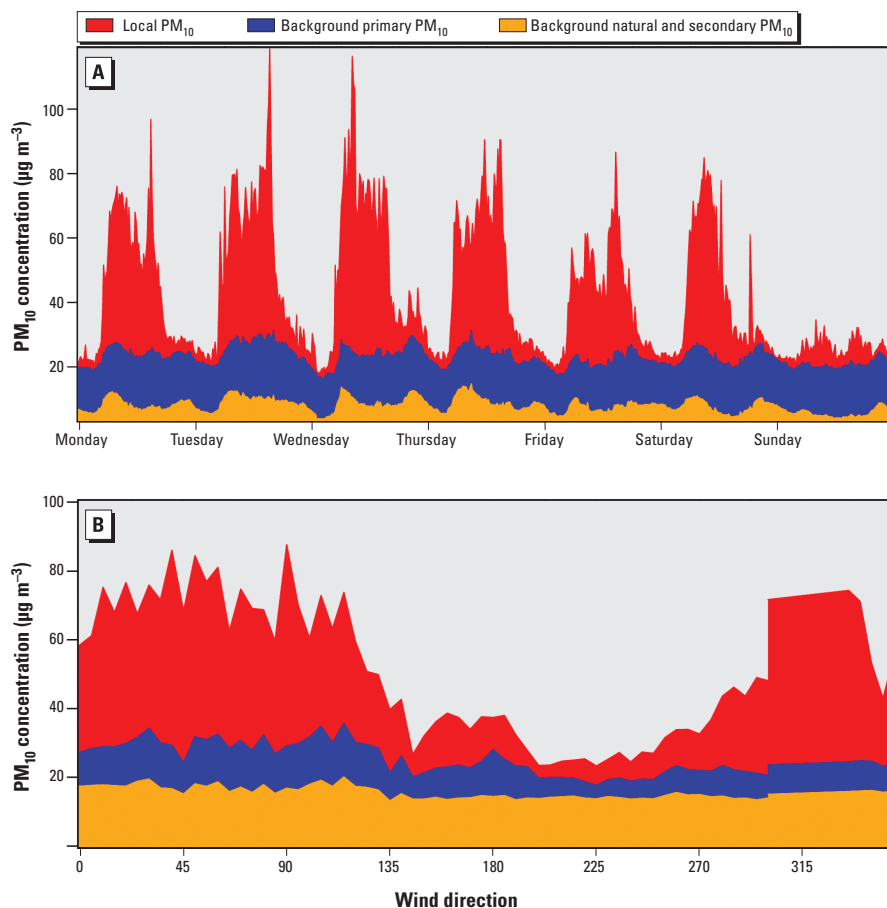 Local PM10 Background primary PM10 Background natural and secondary PM10
A
PM10 concentration (µg m–3)
100
80
60
40
20
Monday Tuesday Wednesday Thursday Friday Saturday Sunday
B
PM10 concentration (µg m–3)
100
80
60
40
20
0 45 90 135 180 225 270 315
Wind direction